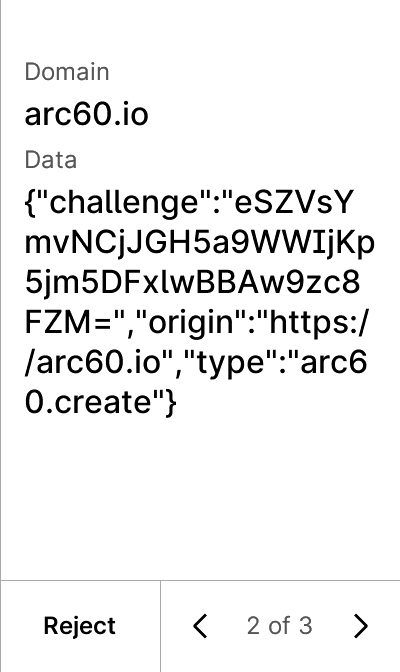 Domain
arc60.io
Data
{"challenge":"eSZVsY
mvNCjJGH5a9WWIjKp
5jm5DFxlwBBAw9zc8
FZM=","origin":"https:/
/arc60.io","type":"arc6
0.create"}
Reject
2 of 3